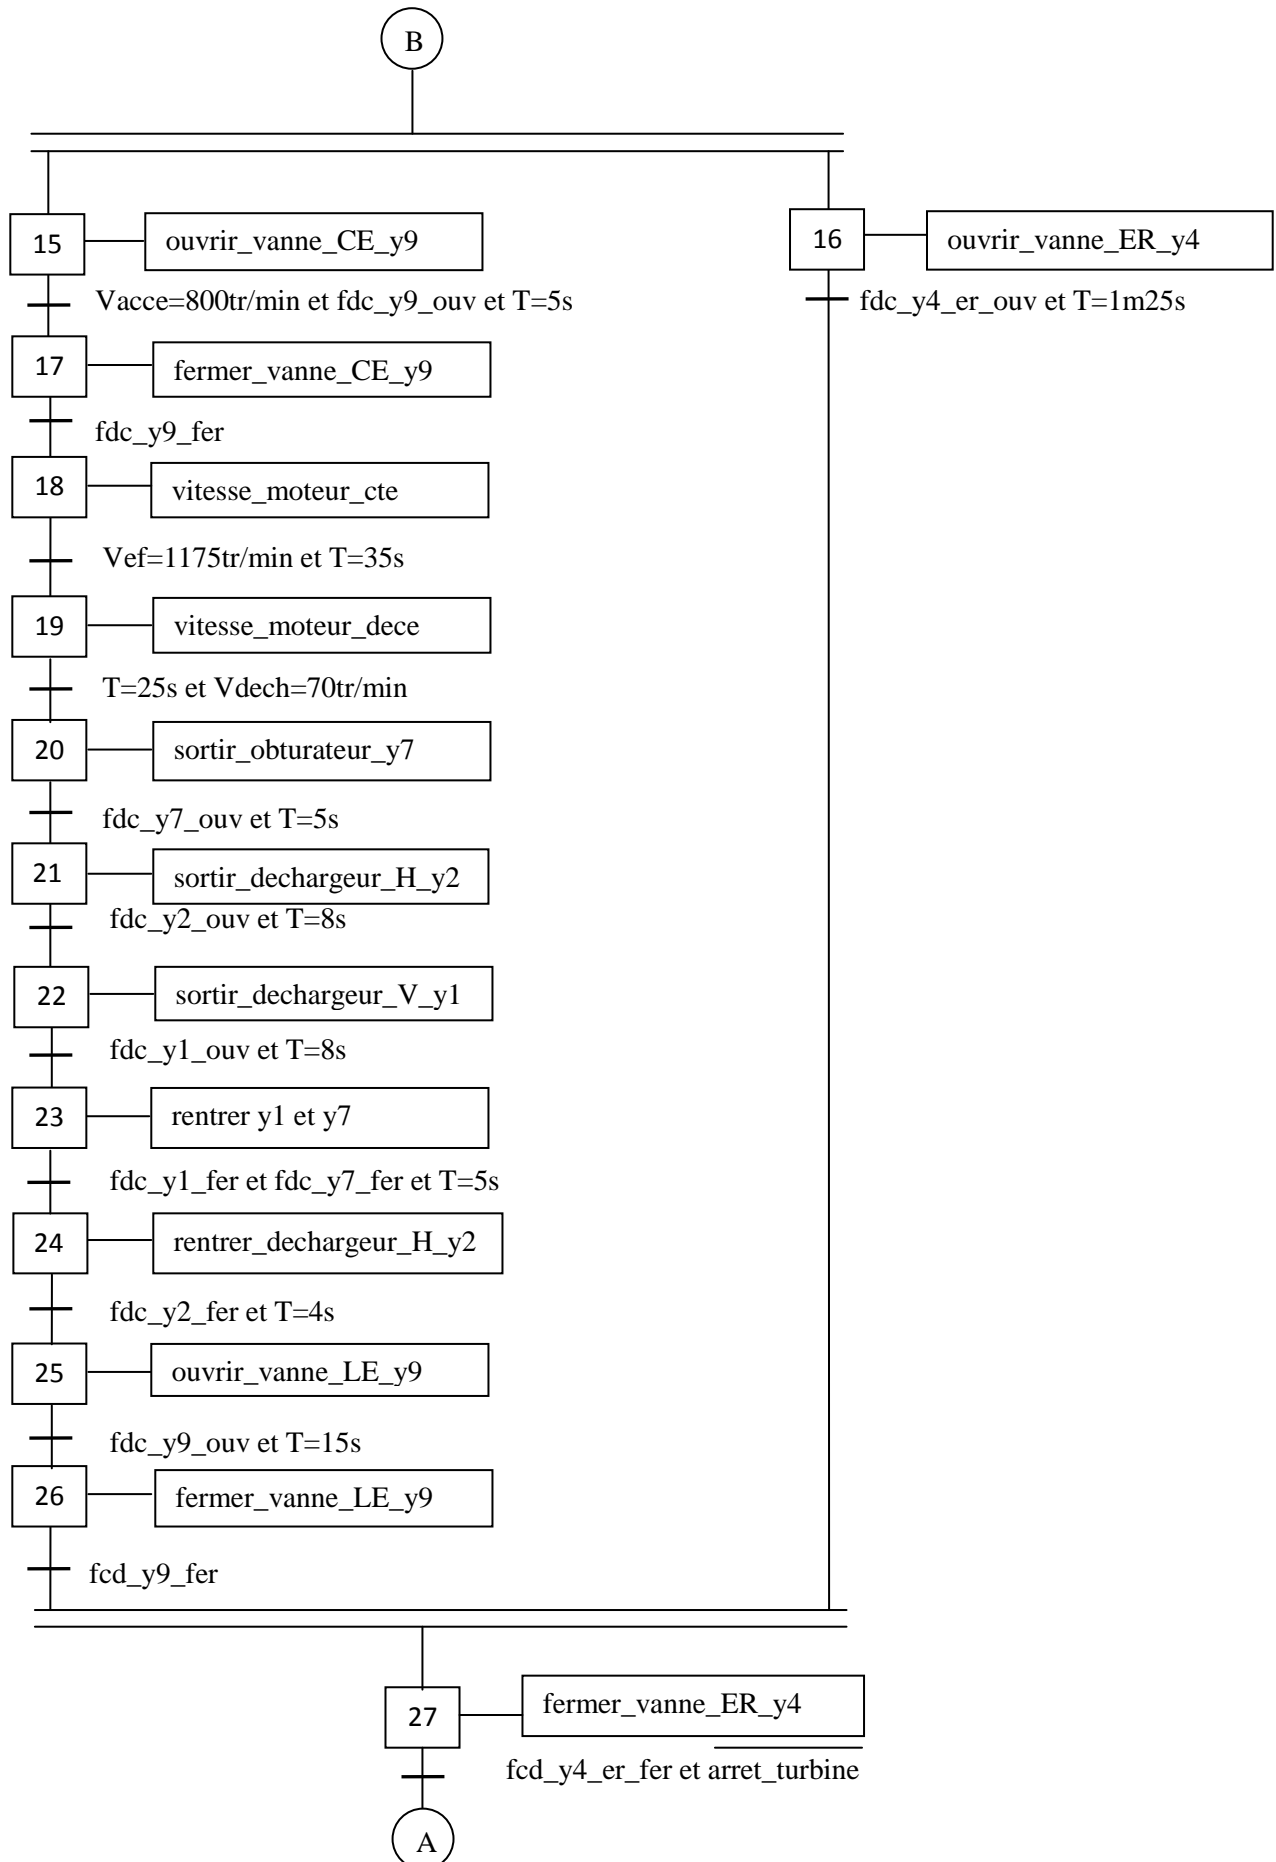 B
15
ouvrir_vanne_CE_y9
16
ouvrir_vanne_ER_y4
Vacce=800tr/min et fdc_y9_ouv et T=5s
fdc_y4_er_ouv et T=1m25s
17
fermer_vanne_CE_y9
fdc_y9_fer
18
vitesse_moteur_cte
Vef=1175tr/min et T=35s
19
vitesse_moteur_dece
T=25s et Vdech=70tr/min
20
sortir_obturateur_y7
fdc_y7_ouv et T=5s
21
sortir_dechargeur_H_y2
fdc_y2_ouv et T=8s
22
sortir_dechargeur_V_y1
fdc_y1_ouv et T=8s
23
rentrer y1 et y7
fdc_y1_fer et fdc_y7_fer et T=5s
24
rentrer_dechargeur_H_y2
fdc_y2_fer et T=4s
25
ouvrir_vanne_LE_y9
fdc_y9_ouv et T=15s
26
fermer_vanne_LE_y9
fcd_y9_fer
27
fermer_vanne_ER_y4
fcd_y4_er_fer et arret_turbine
A